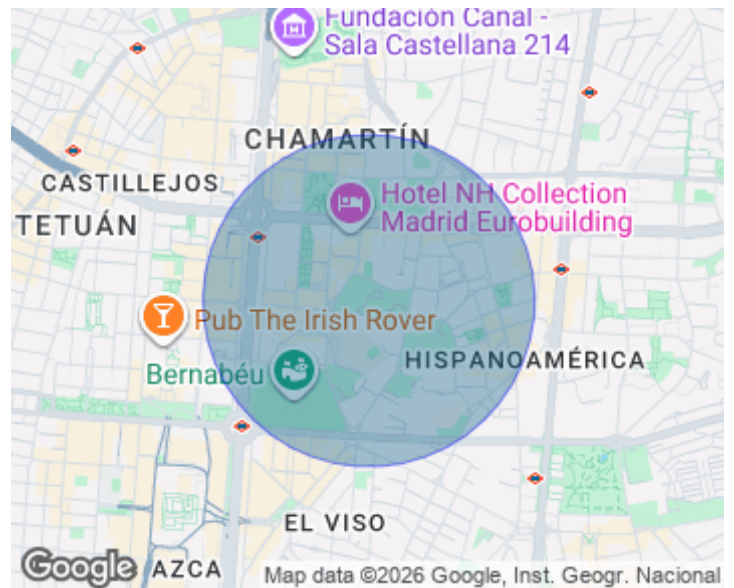 Fundación Canal -
Sala Castellana 214
CHAMARTÍN
CASTILLEJOS
Hotel NH Collection
Madrid Eurobuilding
TETUÁN
Pub The Irish Rover
Bernabéu
HISPANOAMÉRICA
EL VISO
Google
AZCA
Map data ©2026 Google, Inst. Geogr. Nacional